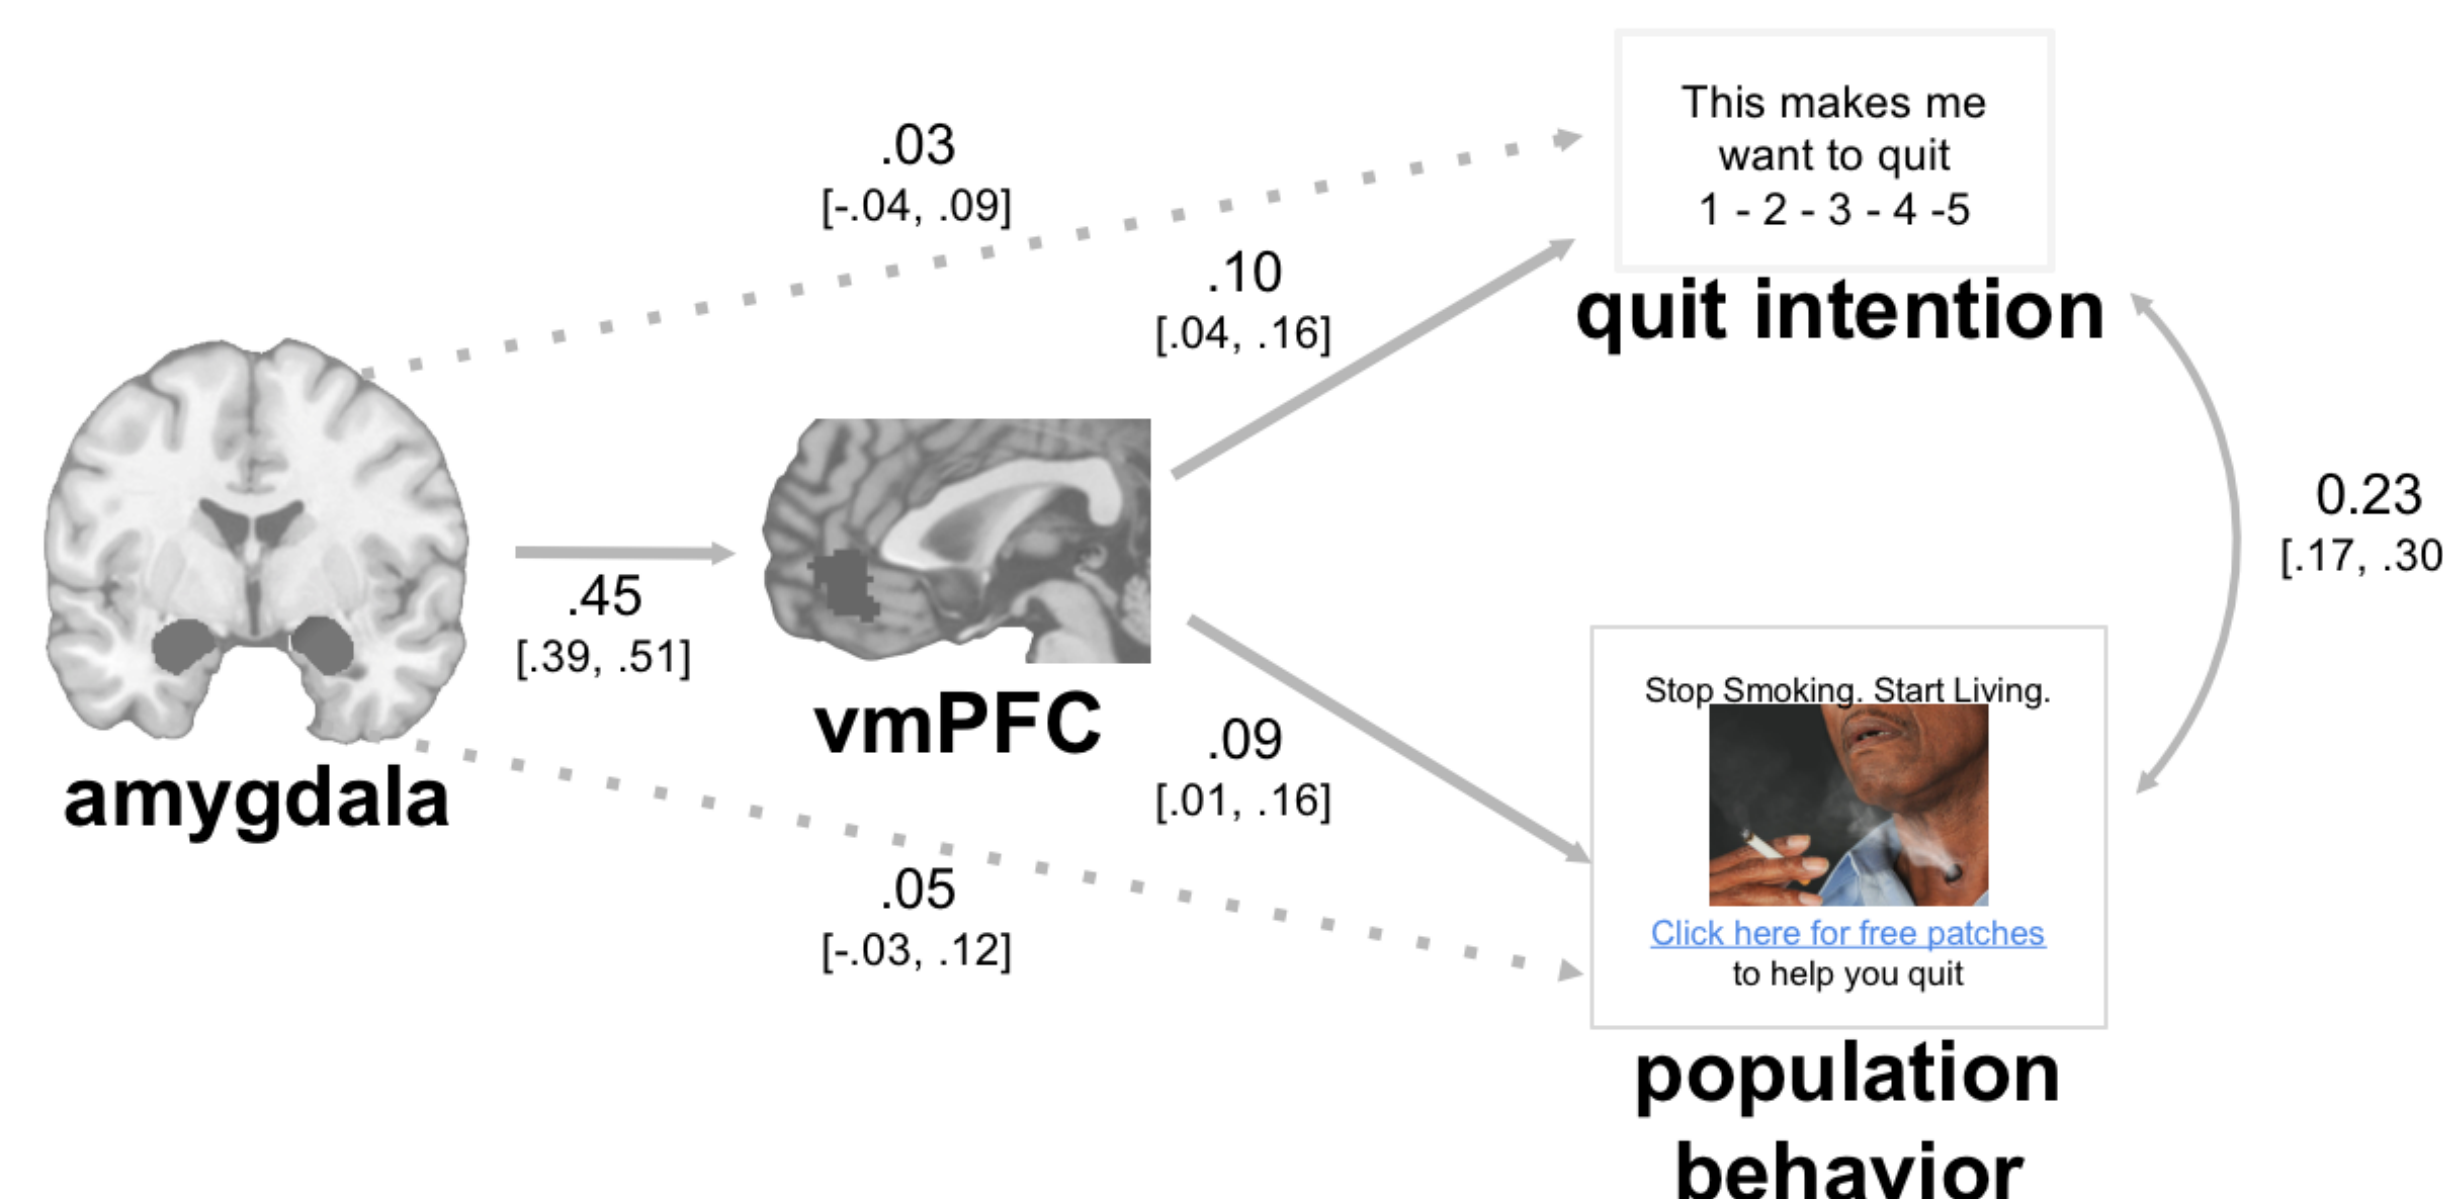 .03
[-.04, .09]
This makes me
want to quit
1 - 2 - 3 - 4 -5
quit intention
.10
[.04, .16]
.45
[.39, .51]
amygdala
vmPFC
0.23
[.17, .30
.09
[.01, .16]
.05
[-.03, .12]
Stop Smoking. Start Living.
Click here for free patches
to help you quit
population
behavior